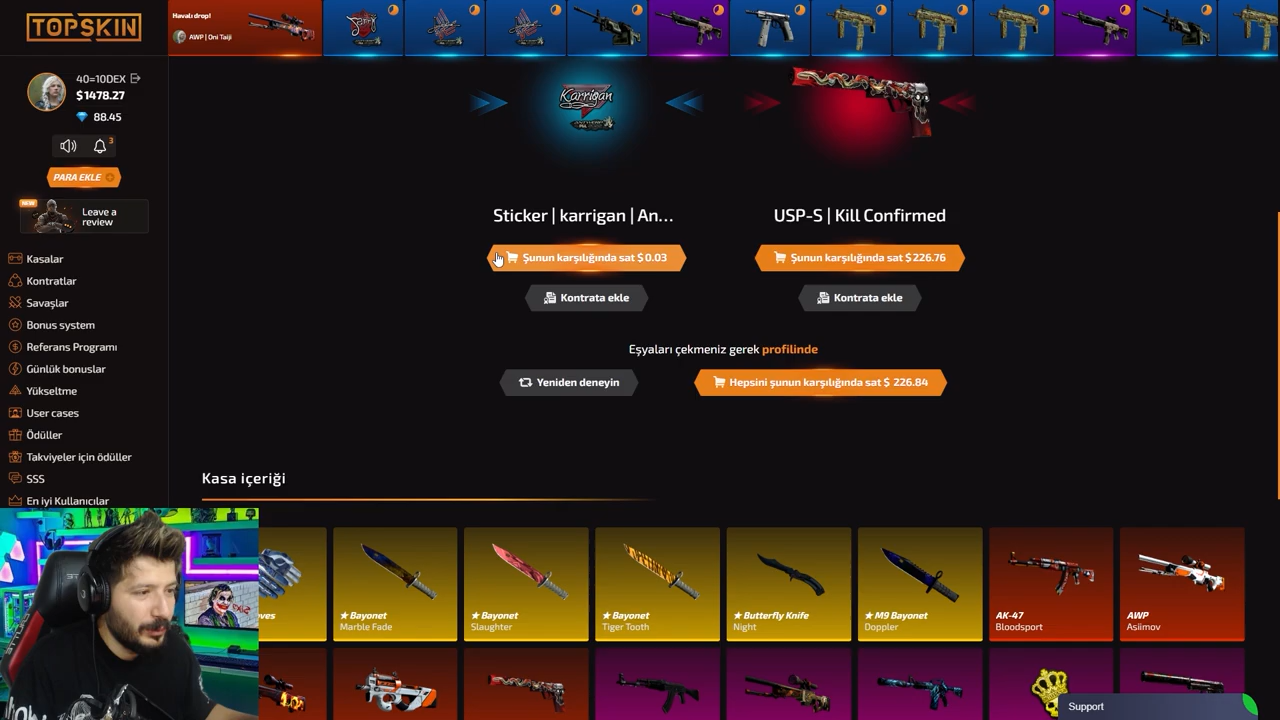 TOPSKIN
Havalı drop!
AWP | Oni Taiji
40=10DEX
$1478.27
88.45
3
PARA EKLE
NEW
Leave a
review
Kasalar
Kontratlar
Savaşlar
Bonus system
Referans Programı
Günlük bonuslar
Yükseltme
User cases
Ödüller
Takviyeler için ödüller
SSS
En iyi Kullanıcılar
Karrigan
Sticker | karrigan | An...
USP-S | Kill Confirmed
Şunun karşılığında sat $0.03
Şunun karşılığında sat $226.76
Kontrata ekle
Kontrata ekle
Eşyaları çekmeniz gerek profilinde
Yeniden deneyin
Hepsini şunun karşılığında sat $ 226.84
Kasa içeriği
★ Bayonet
Marble Fade
★ Bayonet
Slaughter
★ Bayonet
Tiger Tooth
★ Butterfly Knife
Night
★ M9 Bayonet
Doppler
AK-47
Bloodsport
AWP
Asiimov
Support